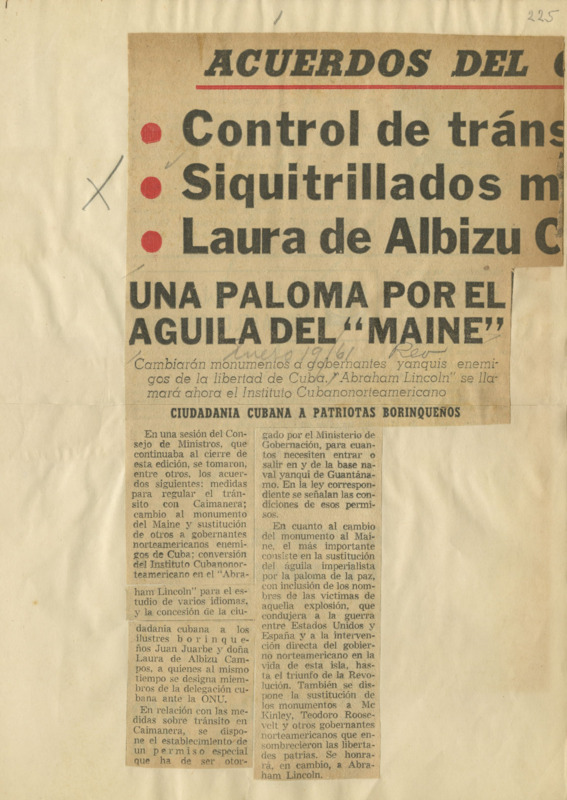 225
ACUERDOS DEL
• Control de tráns
• Siquitrillados m
• Laura de Albizu C
UNA PALOMA POR EL
AGUILA DEL "MAINE"
enero 19/61 Rev
Cambiarán monumentos a gobernantes yanquis enemi-
gos de la libertad de Cuba. "Abraham Lincoln" se lla-
mará ahora el Instituto Cubanonorteamericano
CIUDADANIA CUBANA A PATRIOTAS BORINQUEÑOS
En una sesión del Con-
sejo de Ministros, que
continuaba al cierre de
esta edición, se tomaron,
entre otros, los acuer-
dos siguientes: medidas
para regular el trán-
sito con Caimanera;
cambio al monumento
del Maine y sustitución
de otros a gobernantes
norteamericanos enemi-
gos de Cuba; conversión
del Instituto Cubanonor-
teamericano en el "Abra-
ham Lincoln" para el es-
tudio de varios idiomas,
y la concesión de la ciu-
dadanía cubana a los
ilustres borinque-
ños Juan Juarbe y doña
Laura de Albizu Cam-
pos, a quienes al mismo
tiempo se designa miem-
bros de la delegación cu-
bana ante la ONU.
En relación con las me-
didas sobre tránsito en
Caimanera, se dispo-
ne el establecimiento de
un permiso especial
que ha de ser otor-
gado por el Ministerio de
Gobernación, para cuan-
tos necesiten entrar o
salir en y de la base na-
val yanqui de Guantána-
mo. En la ley correspon-
diente se señalan las con-
diciones de esos permi-
sos.
En cuanto al cambio
del monumento al Mai-
ne, el más importante
consiste en la sustitución
del águila imperialista
por la paloma de la paz,
con inclusión de los nom-
bres de las víctimas de
aquella explosión, que
condujera a la guerra
entre Estados Unidos y
España y a la interven-
ción directa del gobier-
no norteamericano en la
vida de esta isla, has-
ta el triunfo de la Revo-
lución. También se dis-
pone la sustitución de
los monumentos a Mc
Kinley, Teodoro Roose-
velt y otros gobernantes
norteamericanos que en-
sombrecieron las liberta-
des patrias. Se honra-
rá, en cambio, a Abra-
ham Lincoln.